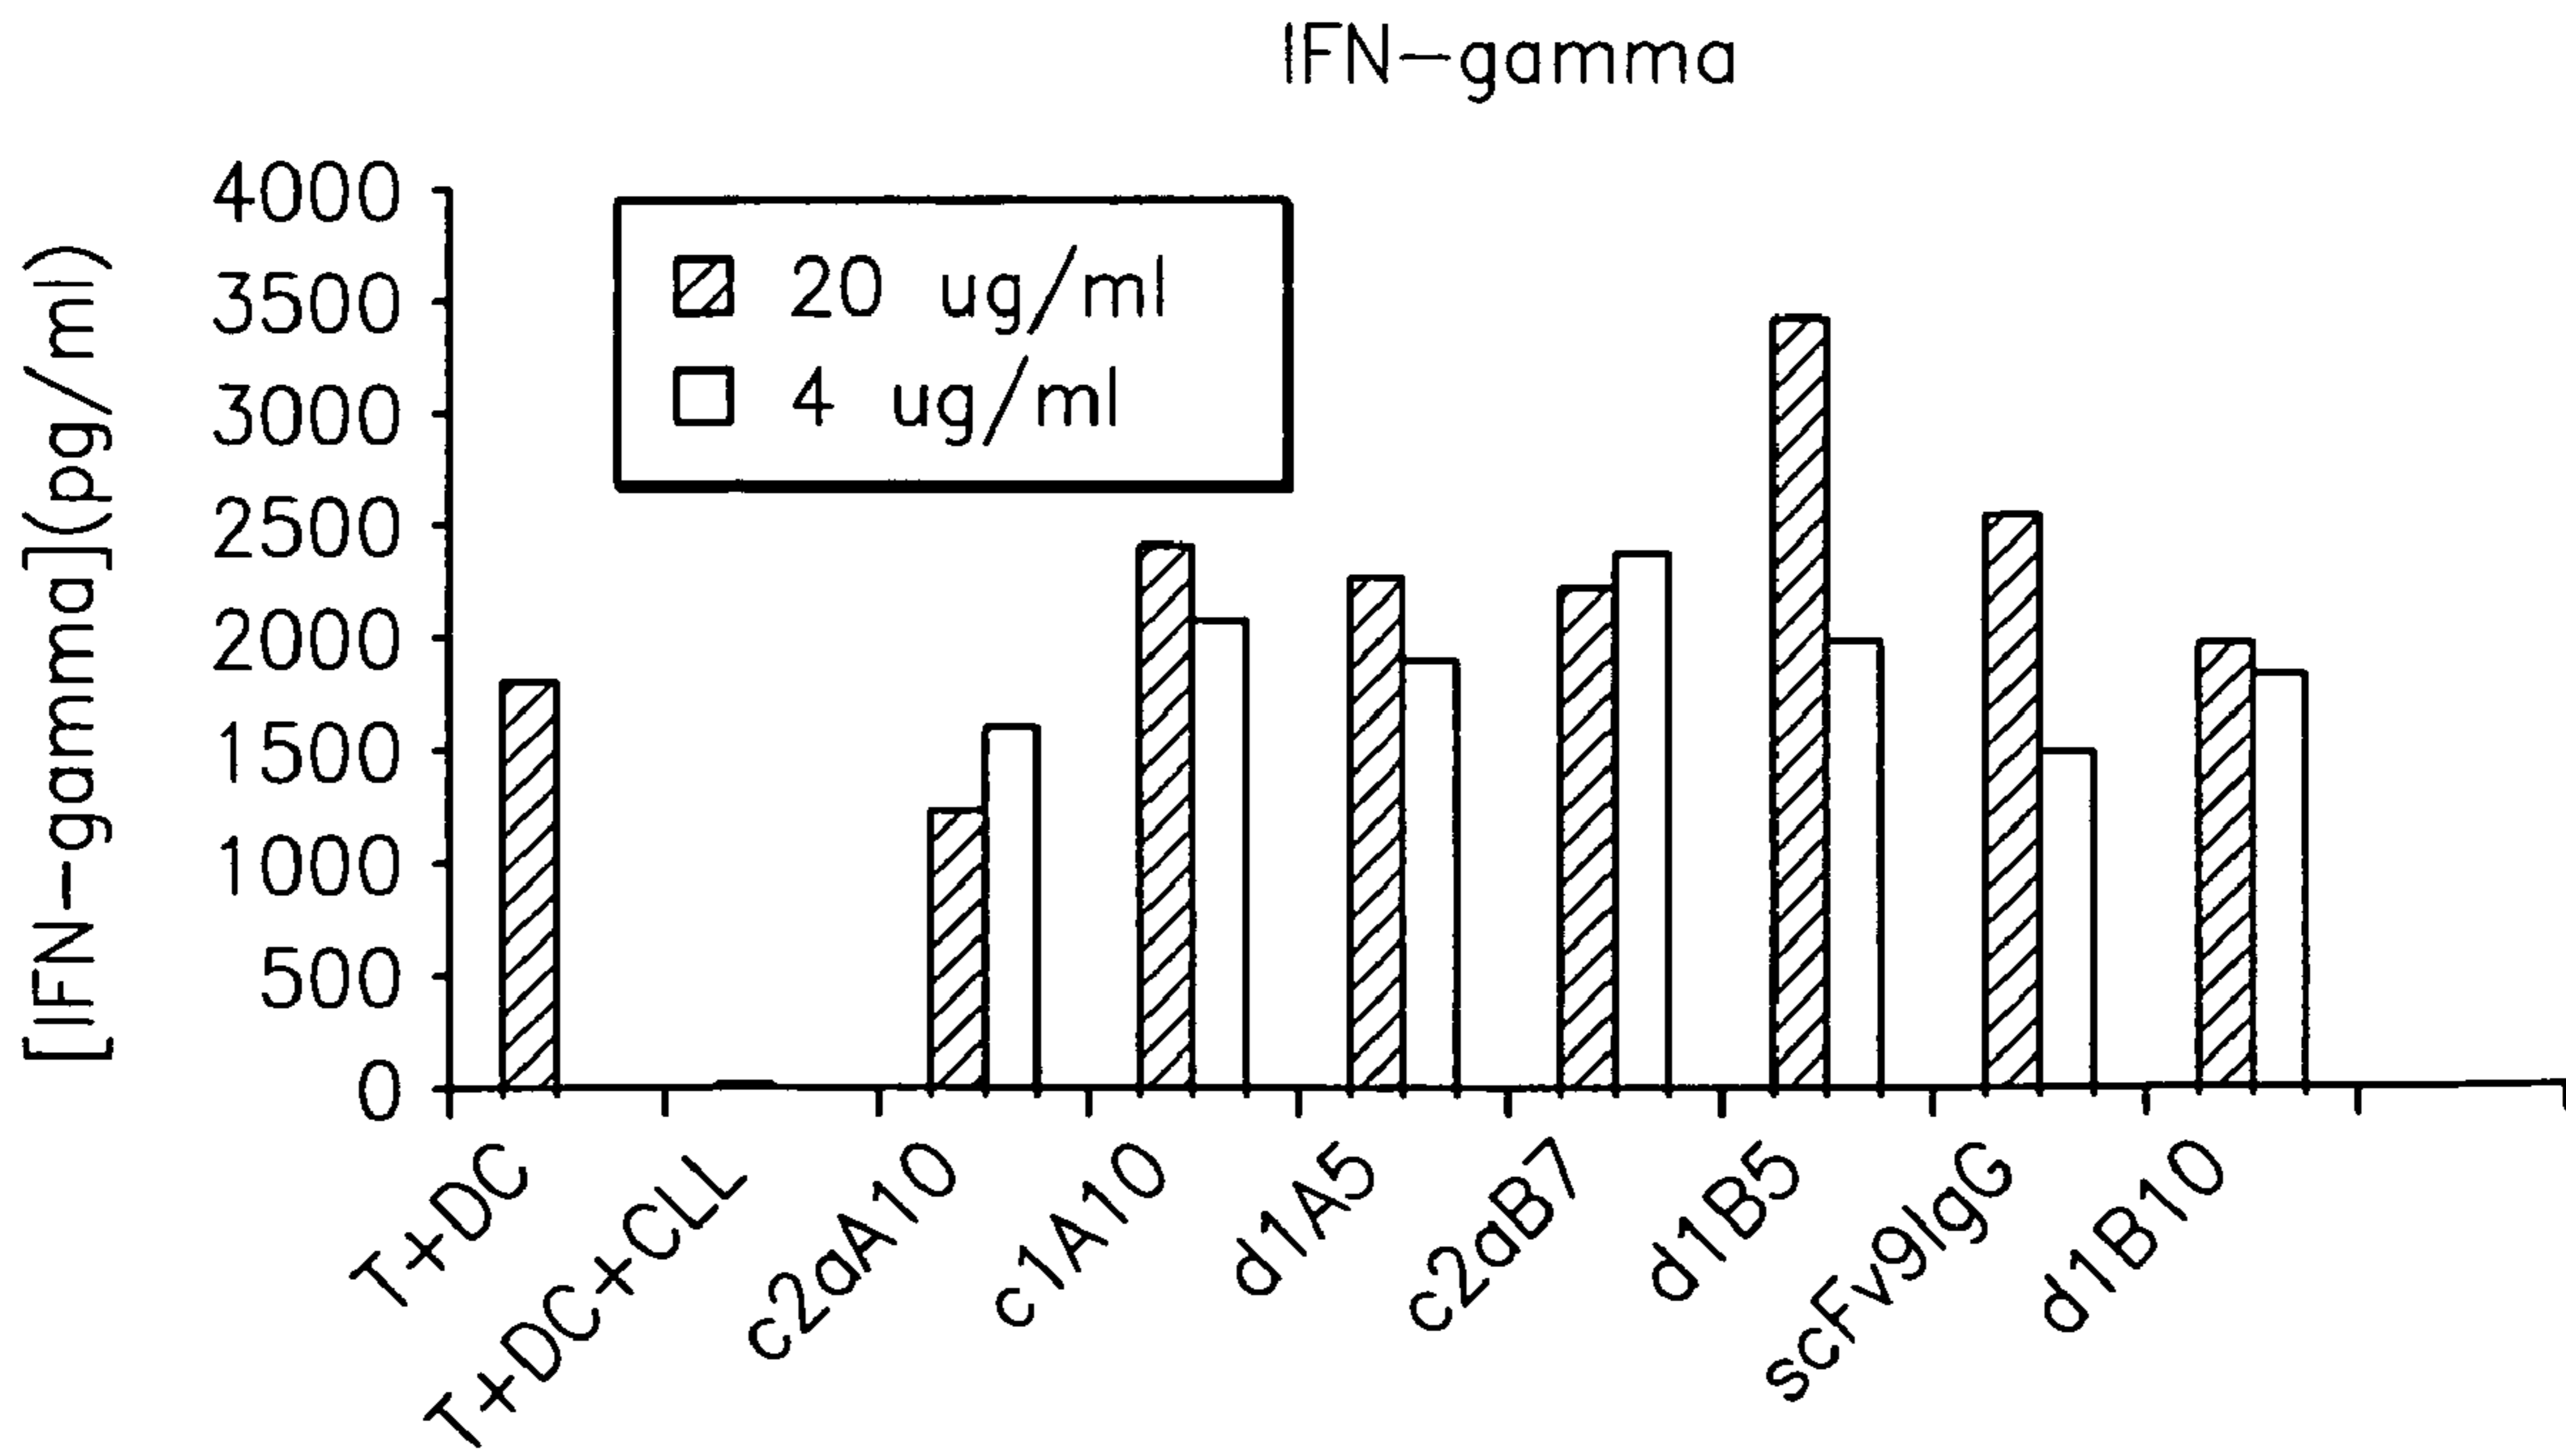 IFN-gamma
[IFN-gamma](pg/ml)
4000
3500
3000
2500
2000
1500
1000
500
0
20 ug/ml
4 ug/ml
T+DC
T+DC+CLL
c2aA10
c1A10
d1A5
c2aB7
d1B5
scFv9IgG
d1B10